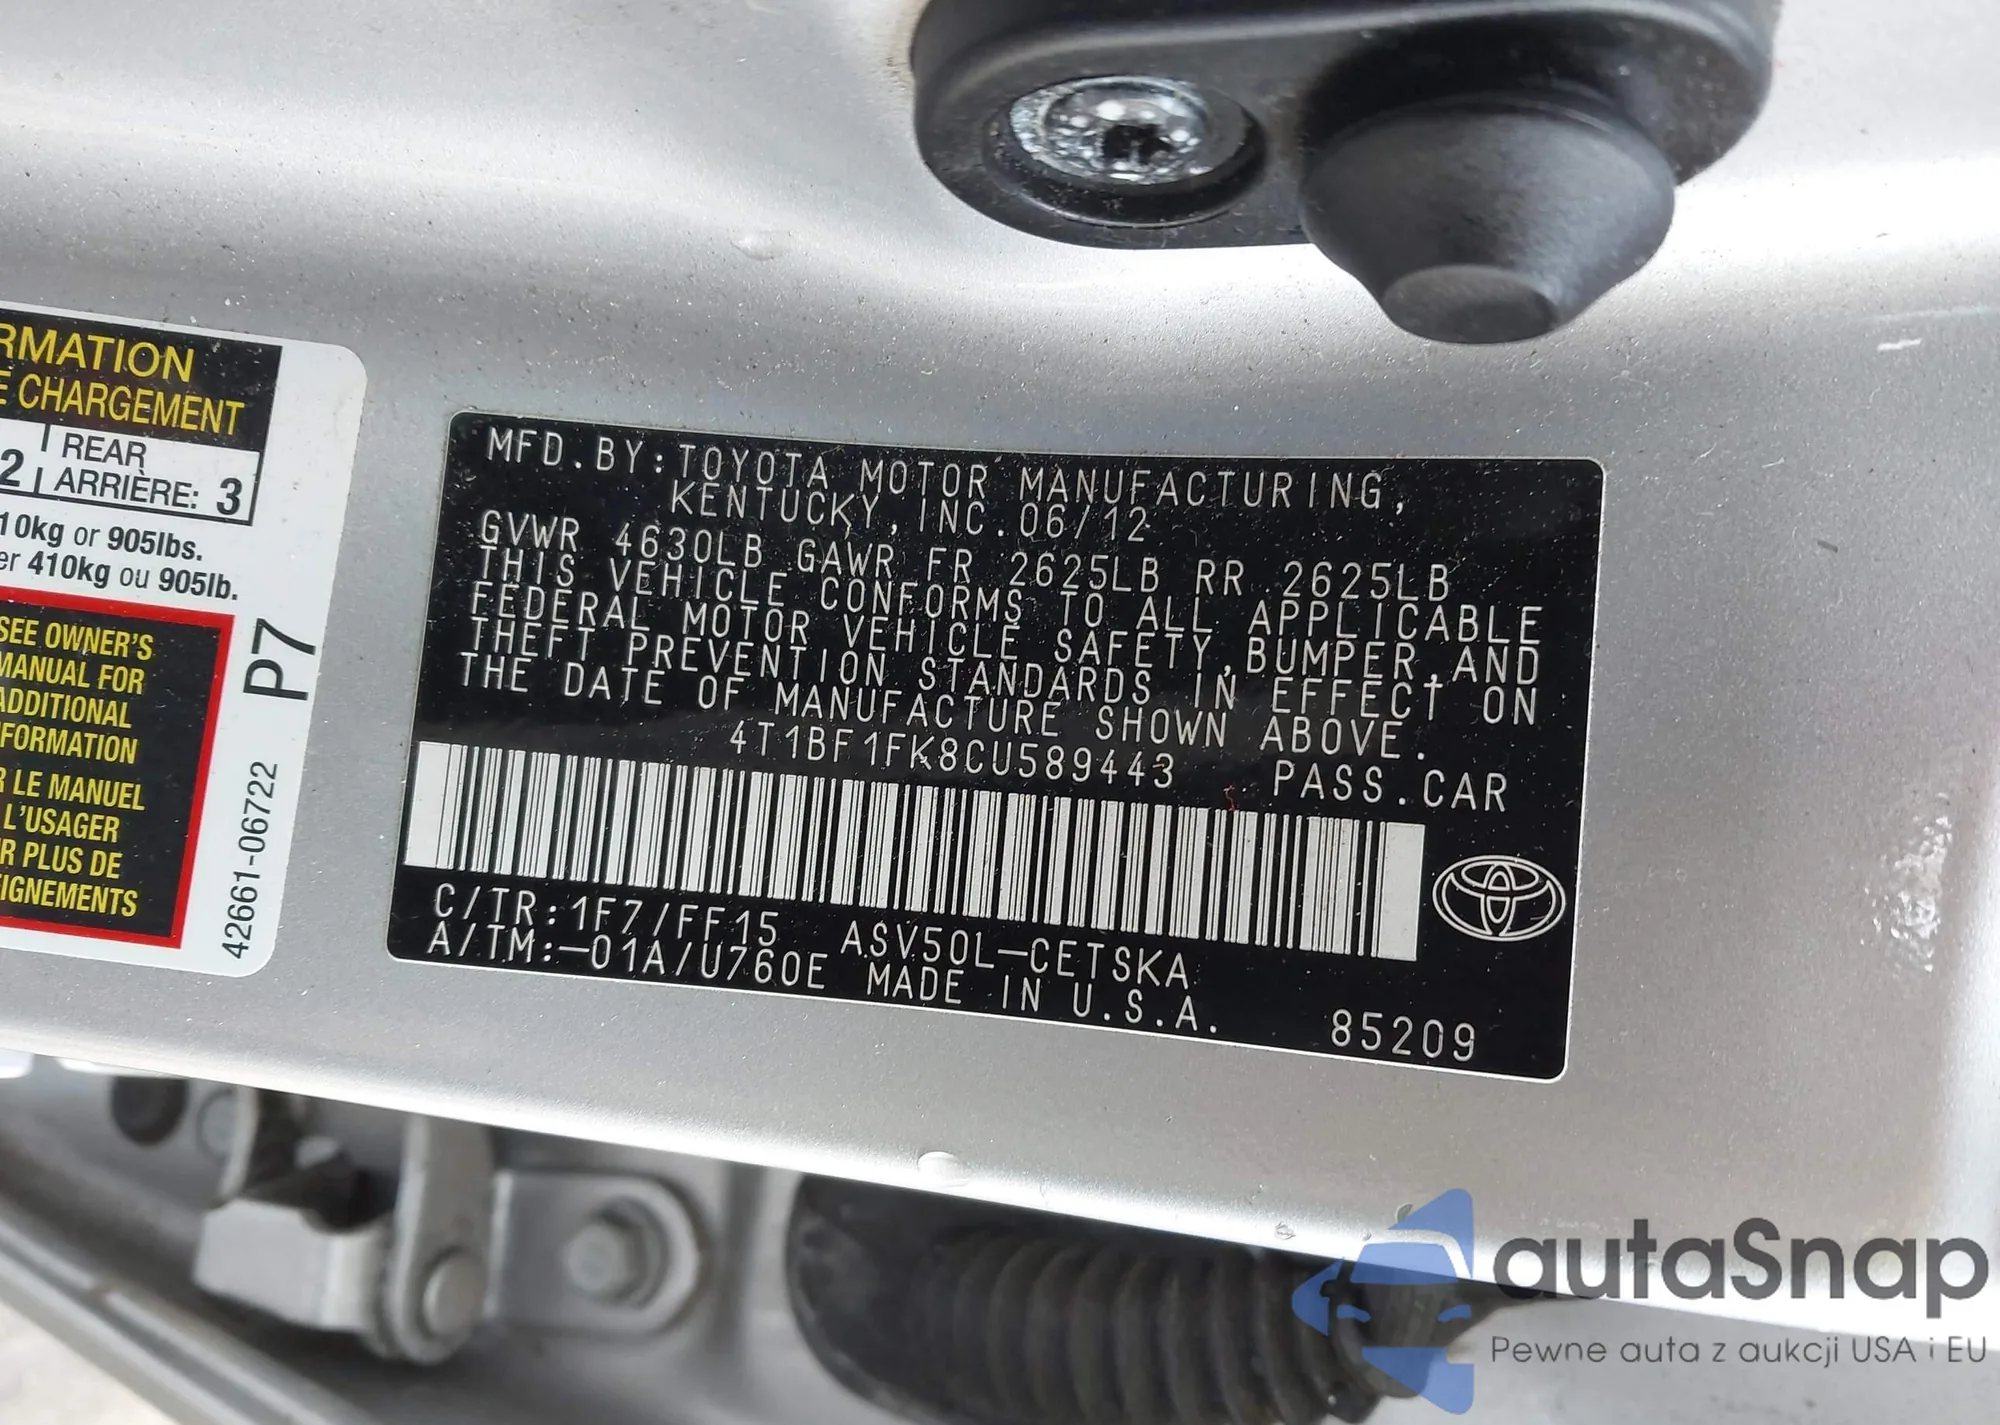 RMATION
E CHARGEMENT
2 REAR
ARRIÈRE: 3
10kg or 905lbs.
er 410kg ou 905lb.
SEE OWNER'S
MANUAL FOR
ADDITIONAL
FORMATION
R LE MANUEL
L'USAGER
R PLUS DE
EIGNEMENTS
P7
42661-06722
MFD.BY:TOYOTA MOTOR MANUFACTURING,
KENTUCKY,INC.06/12
GVWR 4630LB GAWR FR 2625LB RR 2625LB
THIS VEHICLE CONFORMS TO ALL APPLICABLE
FEDERAL MOTOR VEHICLE SAFETY,BUMPER,AND
THEFT PREVENTION STANDARDS IN EFFECT ON
THE DATE OF MANUFACTURE SHOWN ABOVE.
4T1BF1FK8CU589443 PASS.CAR
C/TR:1F7/FF15 ASV50L-CETSKA
A/TM:-01A/U760E MADE IN U.S.A.
85209
autaSnap
Pewne auta z aukcji USA i EU